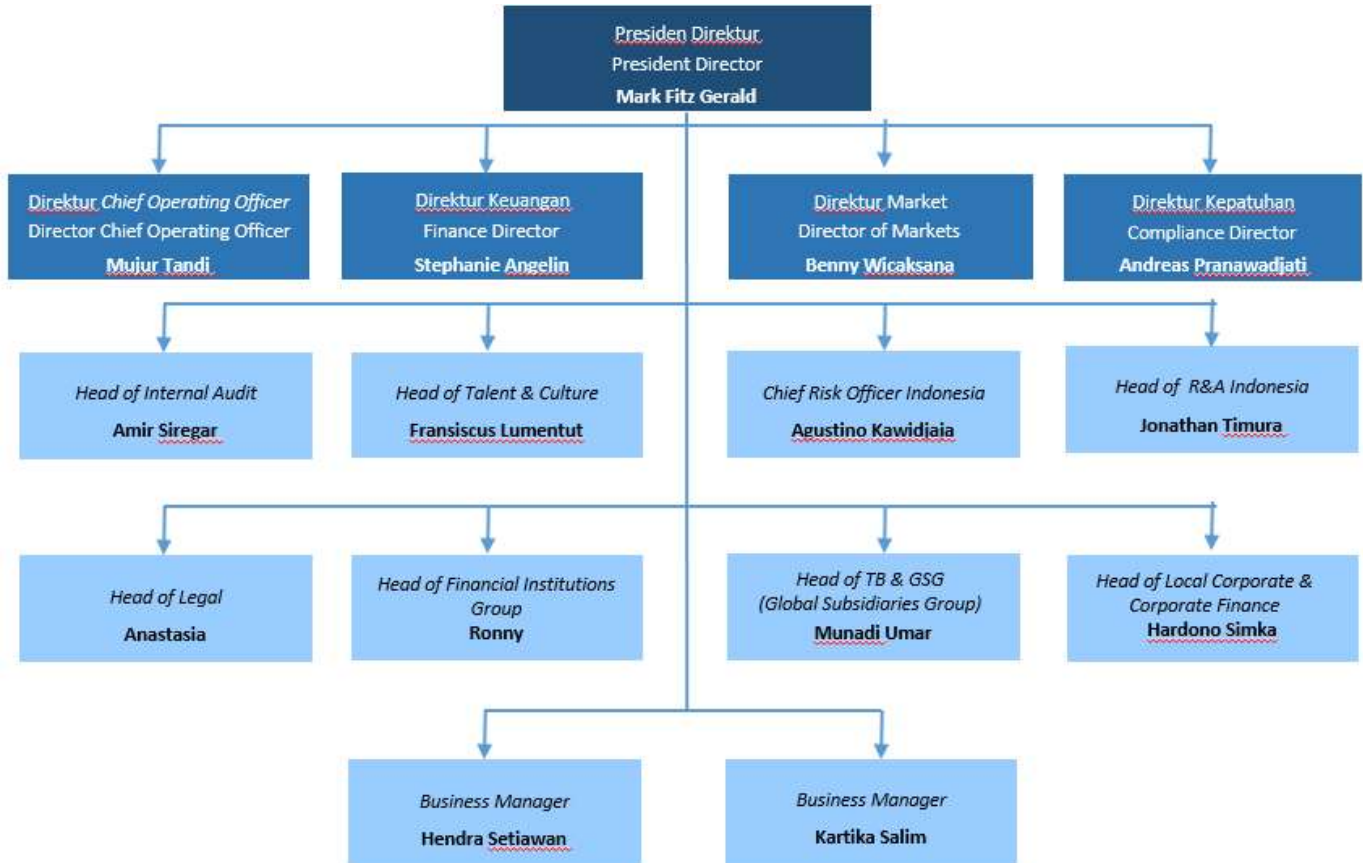 Presiden Direktur
President Director
Mark Fitz Gerald
Direktur Chief Operating Officer
Director Chief Operating Officer
Mujur Tandi
Direktur Keuangan
Finance Director
Stephanie Angelin
Direktur Market
Director of Markets
Benny Wicaksana
Direktur Kepatuhan
Compliance Director
Andreas Pranawadjati
Head of Internal Audit
Amir Siregar
Head of Talent & Culture
Fransiscus Lumentut
Chief Risk Officer Indonesia
Agustino Kawidjaia
Head of R&A Indonesia
Jonathan Timura
Head of Legal
Anastasia
Head of Financial Institutions
Group
Ronny
Head of TB & GSG
(Global Subsidiaries Group)
Munadi Umar
Head of Local Corporate &
Corporate Finance
Hardono Simka
Business Manager
Hendra Setiawan
Business Manager
Kartika Salim